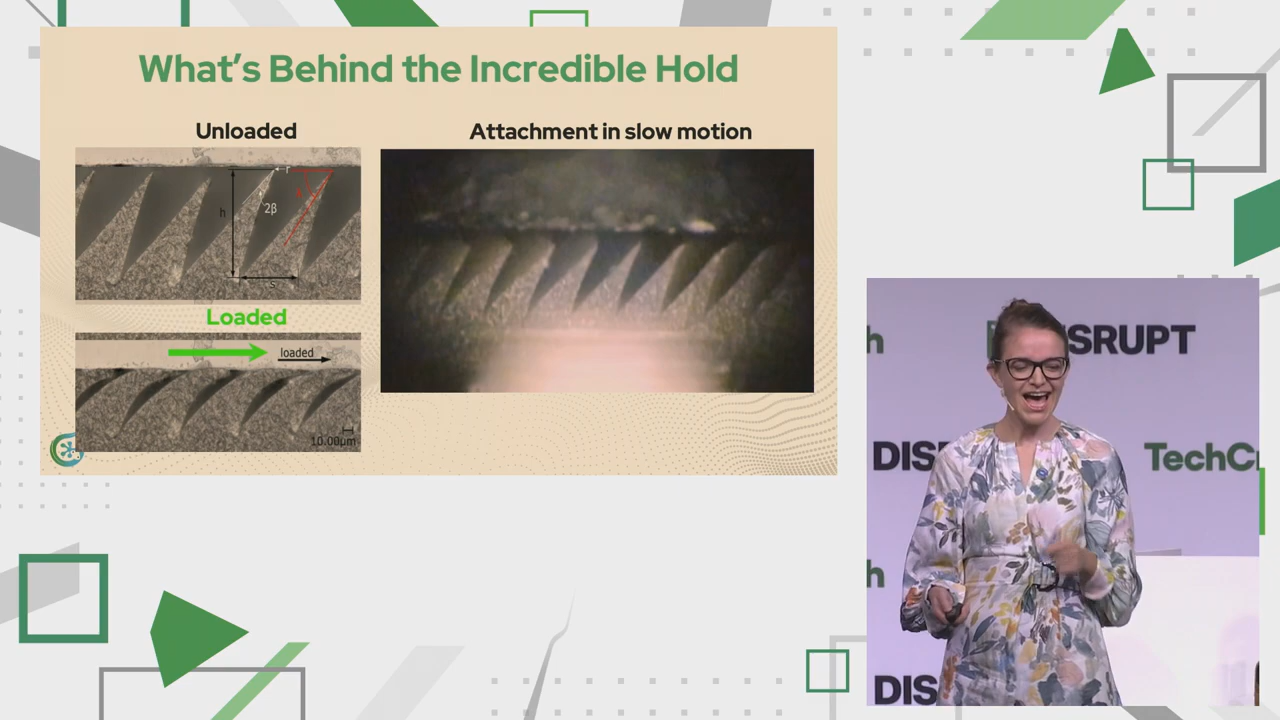 What's Behind the Incredible Hold
Unloaded
Attachment in slow motion
r
h
2β
s
Loaded
loaded
10.00μm
h
DISRUPT
DIS
TechCr
h
DIS